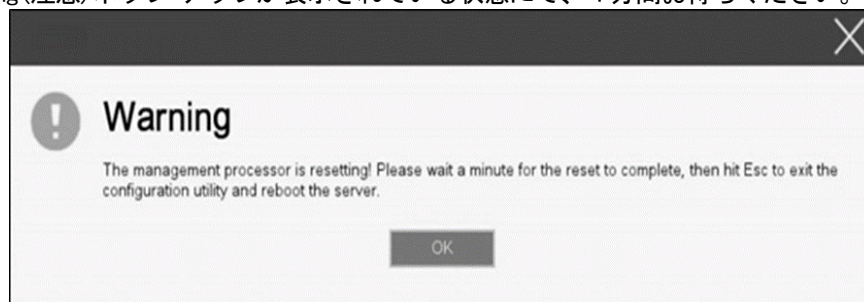 Warning
The management processor is resetting! Please wait a minute for the reset to complete, then hit Esc to exit the
configuration utility and reboot the server.
OK